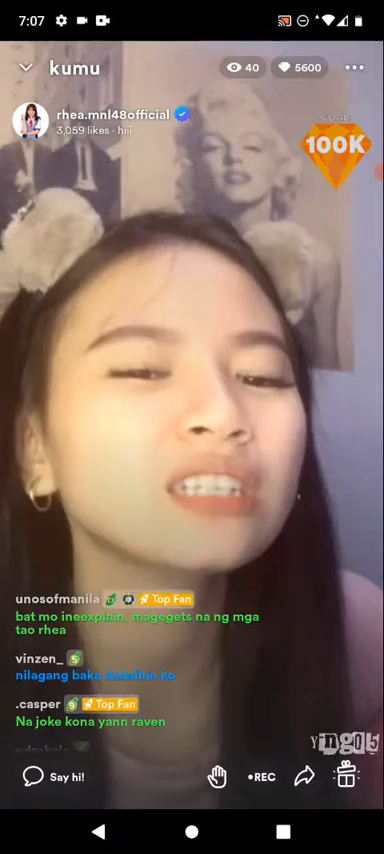 7:07
kumu
40
5600
rhea.mnl48official
3,059 likes · hiii
GOAL
100K
unosofmanila Top Fan
bat mo ineexplain, magegets na ng mga
tao rhea
vinzen_ 5
nilagang baka dadalhin ko
.casper 9 Top Fan
Na joke kona yann raven
Say hi!
•REC